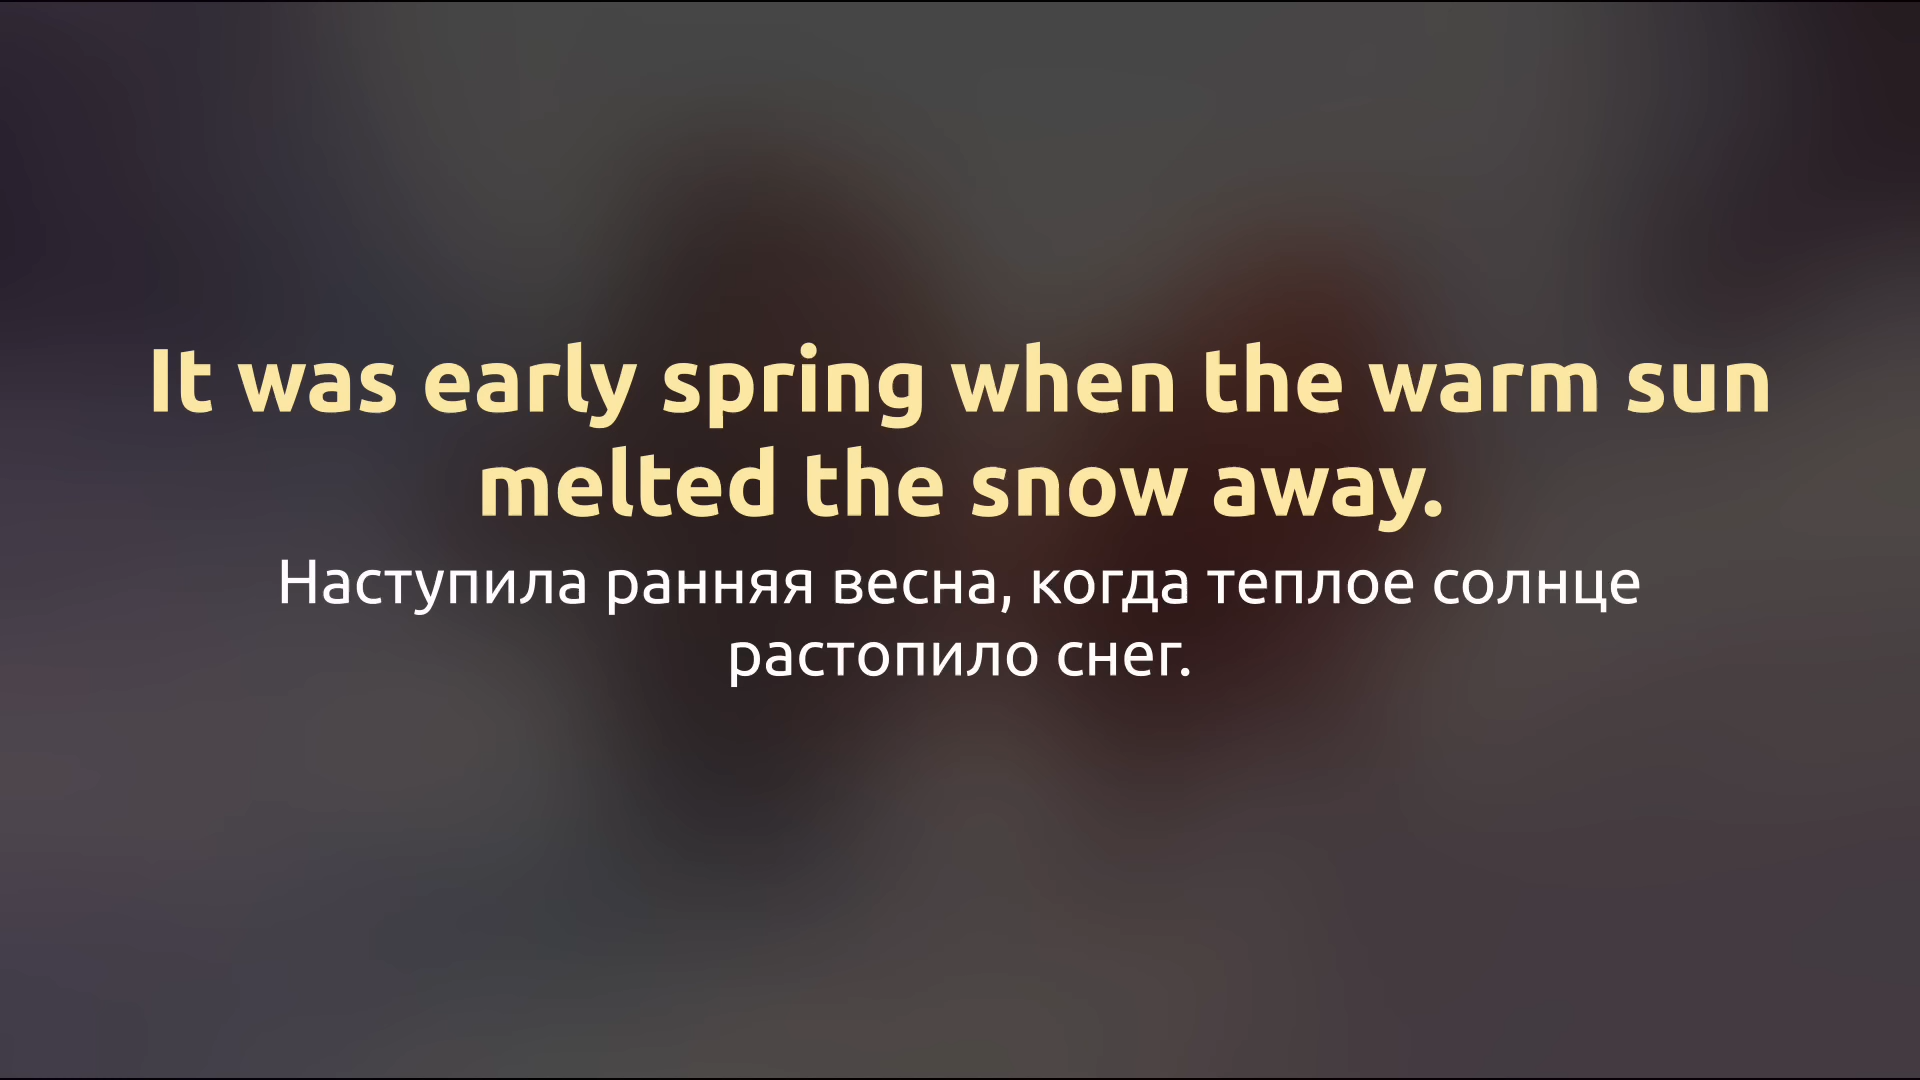 It was early spring when the warm sun
melted the snow away.
Наступила ранняя весна, когда теплое солнце
растопило снег.